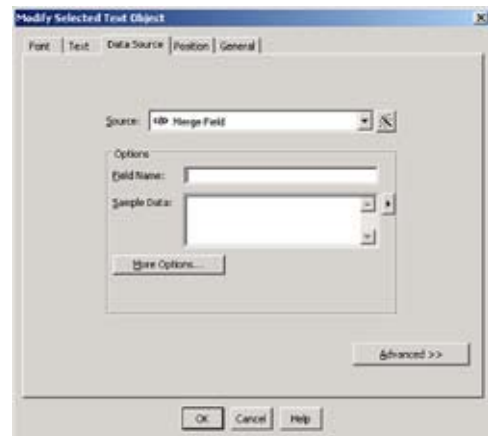 Modify Selected Text Object
Font Text Data Source Position General
Source: Merge Field
Options
Field Name:
Sample Data:
More Options...
Advanced >>
OK Cancel Help